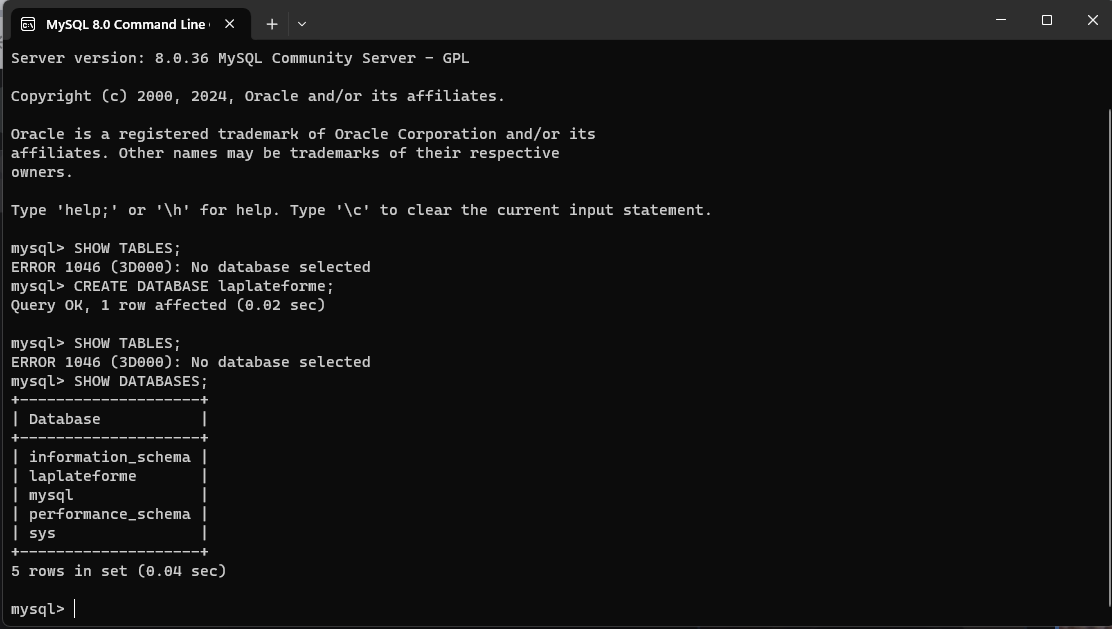 MySQL 8.0 Command Line
Server version: 8.0.36 MySQL Community Server - GPL
Copyright (c) 2000, 2024, Oracle and/or its affiliates.
Oracle is a registered trademark of Oracle Corporation and/or its
affiliates. Other names may be trademarks of their respective
owners.
Type 'help;' or '\h' for help. Type '\c' to clear the current input statement.
mysql> SHOW TABLES;
ERROR 1046 (3D000): No database selected
mysql> CREATE DATABASE laplateforme;
Query OK, 1 row affected (0.02 sec)
mysql> SHOW TABLES;
ERROR 1046 (3D000): No database selected
mysql> SHOW DATABASES;
+--------------------+
| Database           |
+--------------------+
| information_schema |
| laplateforme       |
| mysql              |
| performance_schema |
| sys                |
+--------------------+
5 rows in set (0.04 sec)
mysql>